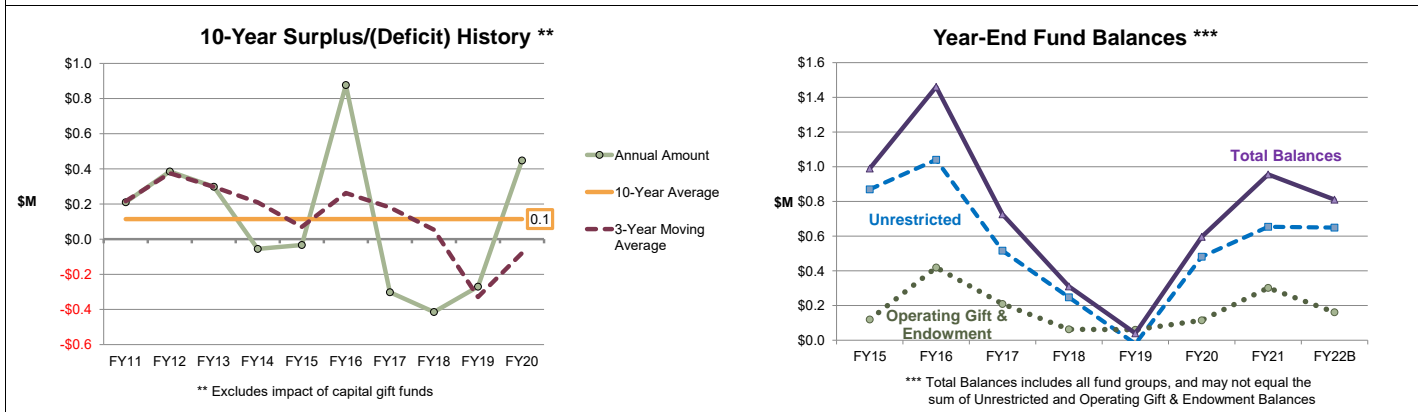 10-Year Surplus/(Deficit) History **
$1.0
$0.8
$0.6
$0.4
$0.2
$0.0
-$0.2
-$0.4
-$0.6
$M
0.1
FY11 FY12 FY13 FY14 FY15 FY16 FY17 FY18 FY19 FY20
Annual Amount
10-Year Average
3-Year Moving
Average
** Excludes impact of capital gift funds
Year-End Fund Balances ***
$1.6
$1.4
$1.2
$1.0
$0.8
$0.6
$0.4
$0.2
$0.0
$M
Total Balances
Unrestricted
Operating Gift &
Endowment
FY15 FY16 FY17 FY18 FY19 FY20 FY21 FY22B
*** Total Balances includes all fund groups, and may not equal the
sum of Unrestricted and Operating Gift & Endowment Balances